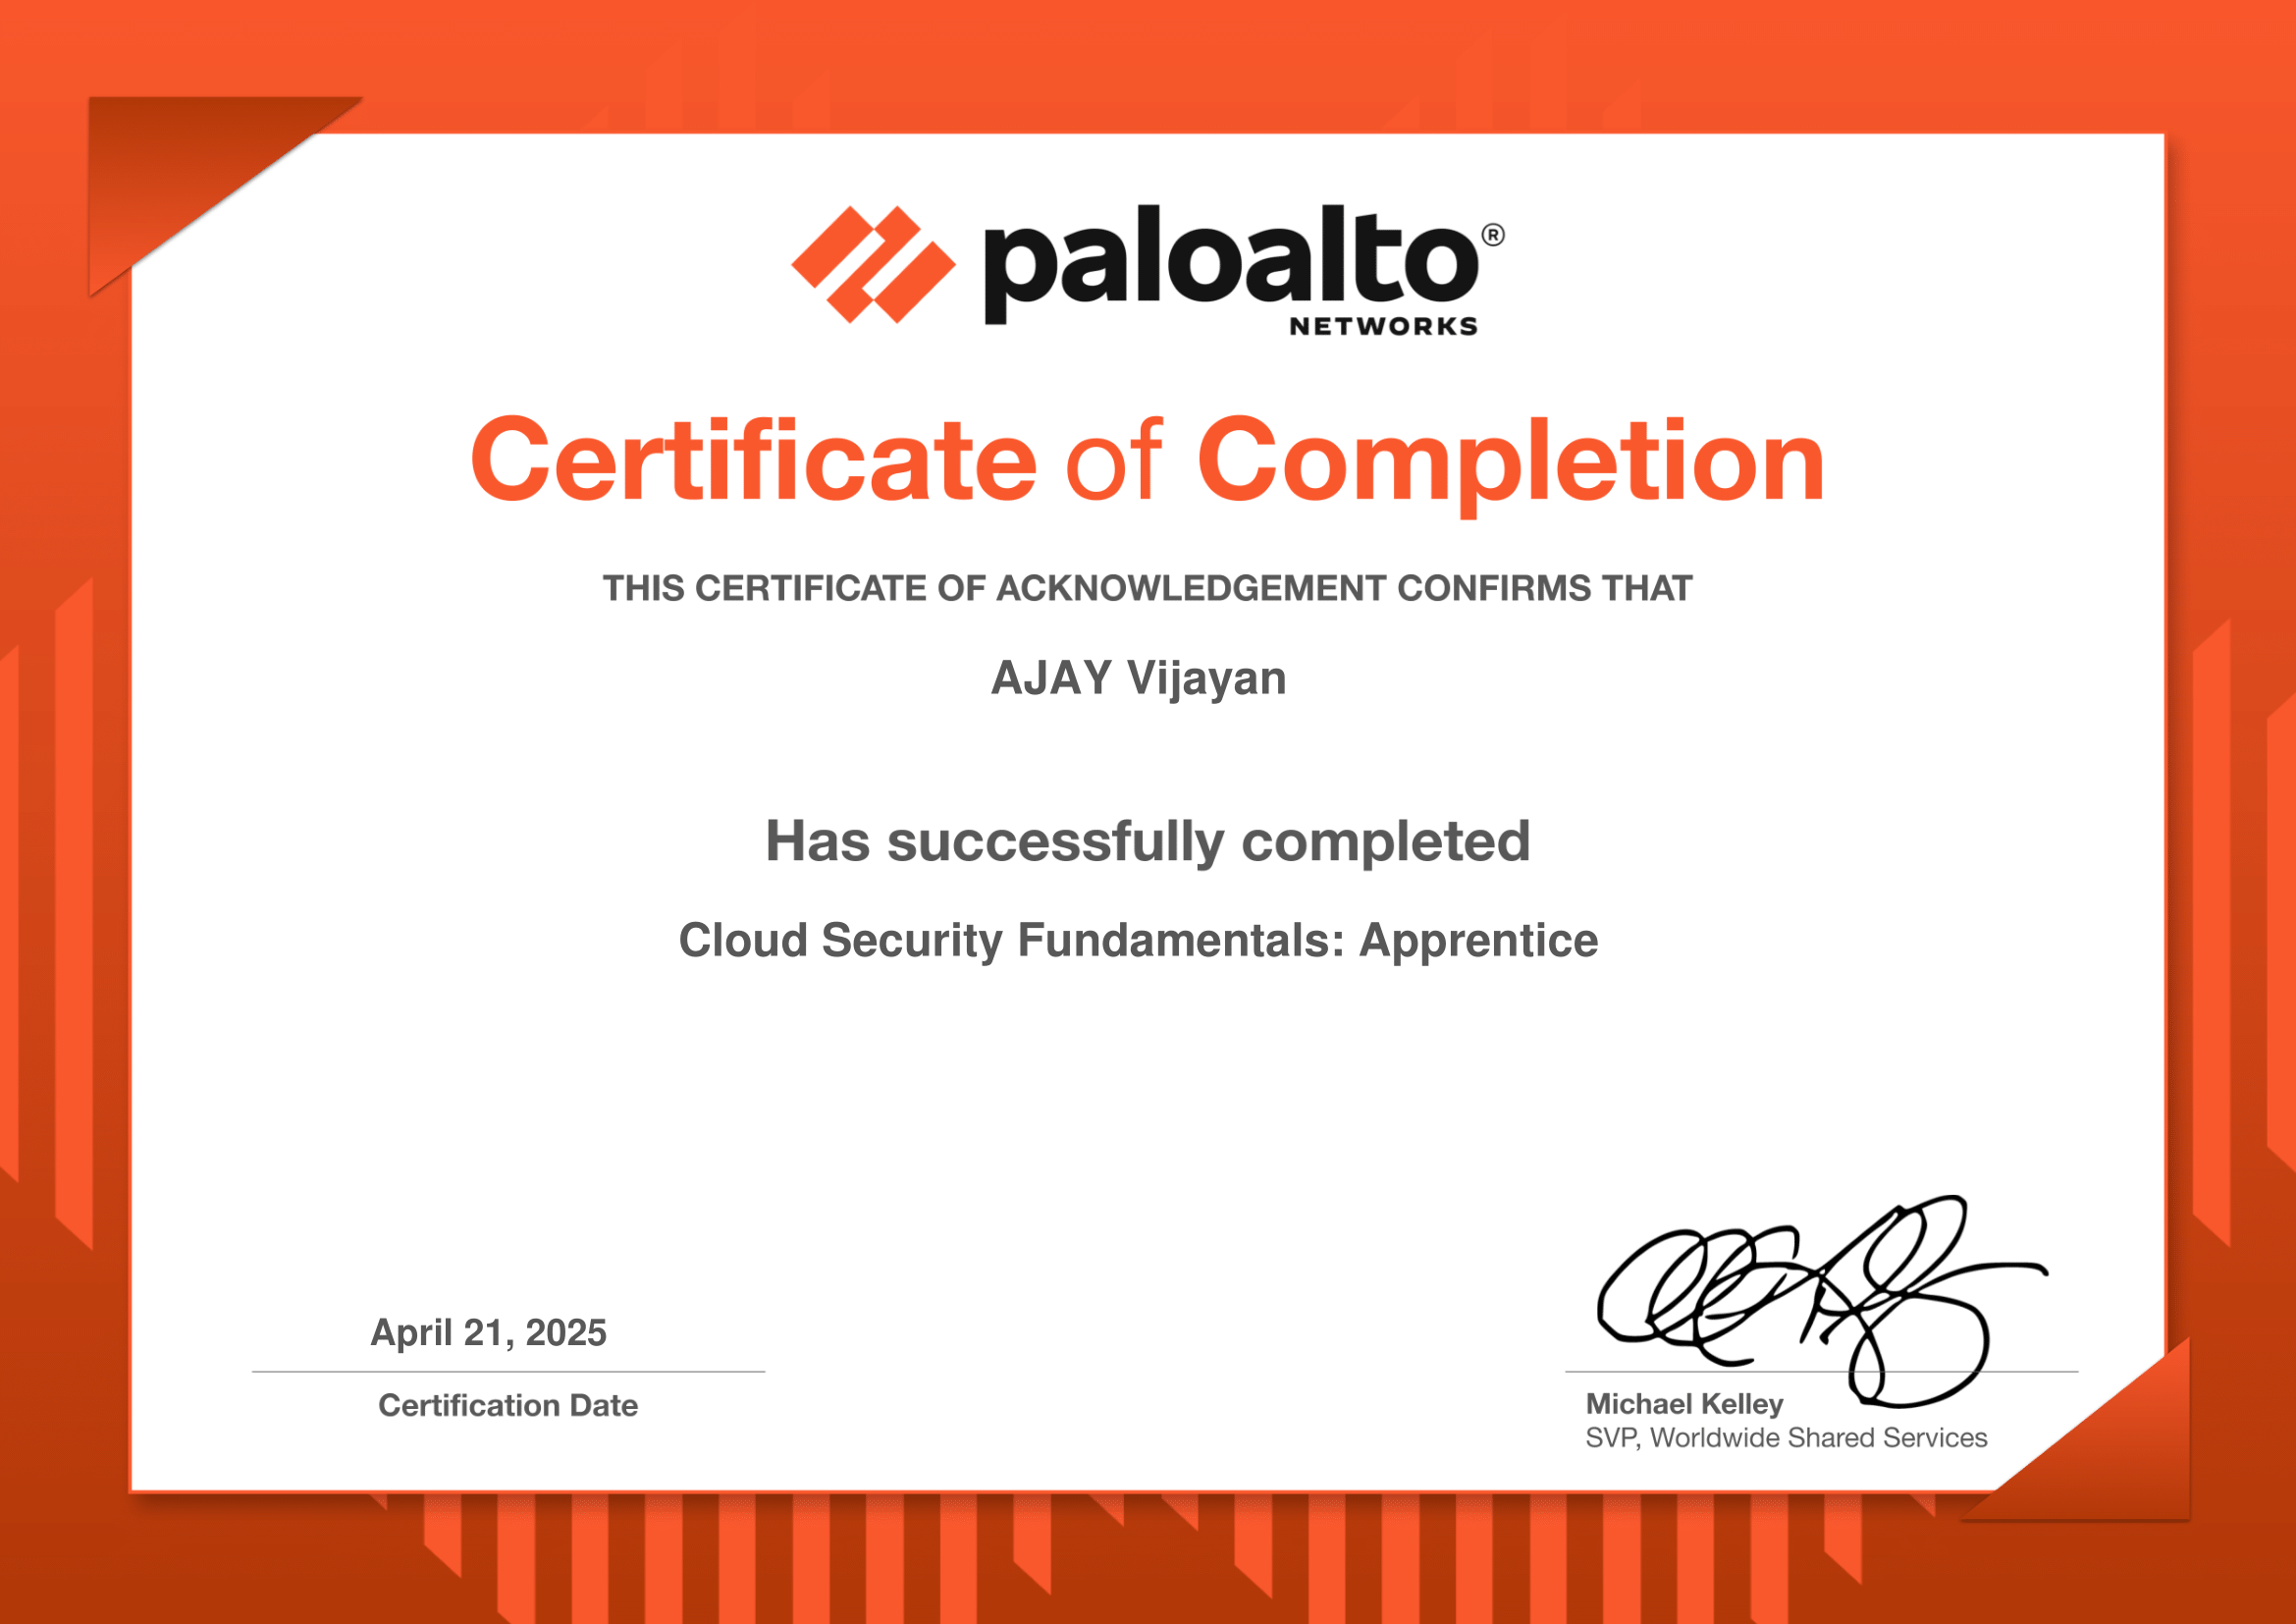 paloalto®
NETWORKS
Certificate of Completion
THIS CERTIFICATE OF ACKNOWLEDGEMENT CONFIRMS THAT
AJAY Vijayan
Has successfully completed
Cloud Security Fundamentals: Apprentice
April 21, 2025
Certification Date
Michael Kelley
SVP, Worldwide Shared Services